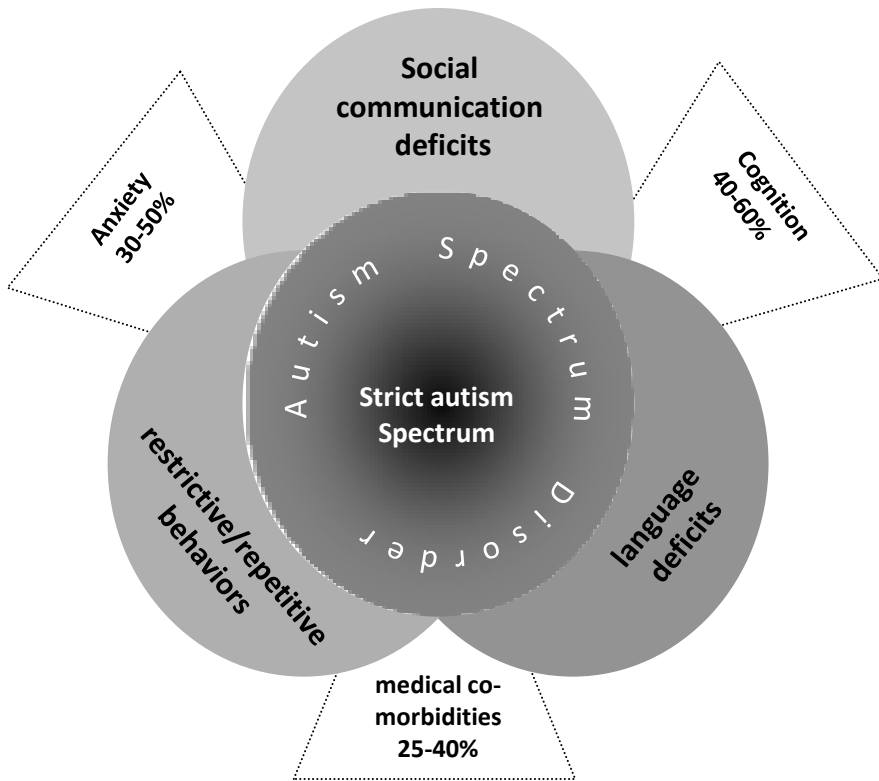 Social
communication
deficits
Anxiety
30-50%
Cognition
40-60%
Autism Spectrum Disorder
Strict autism
Spectrum
restrictive/repetitive
behaviors
language
deficits
medical co-
morbidities
25-40%